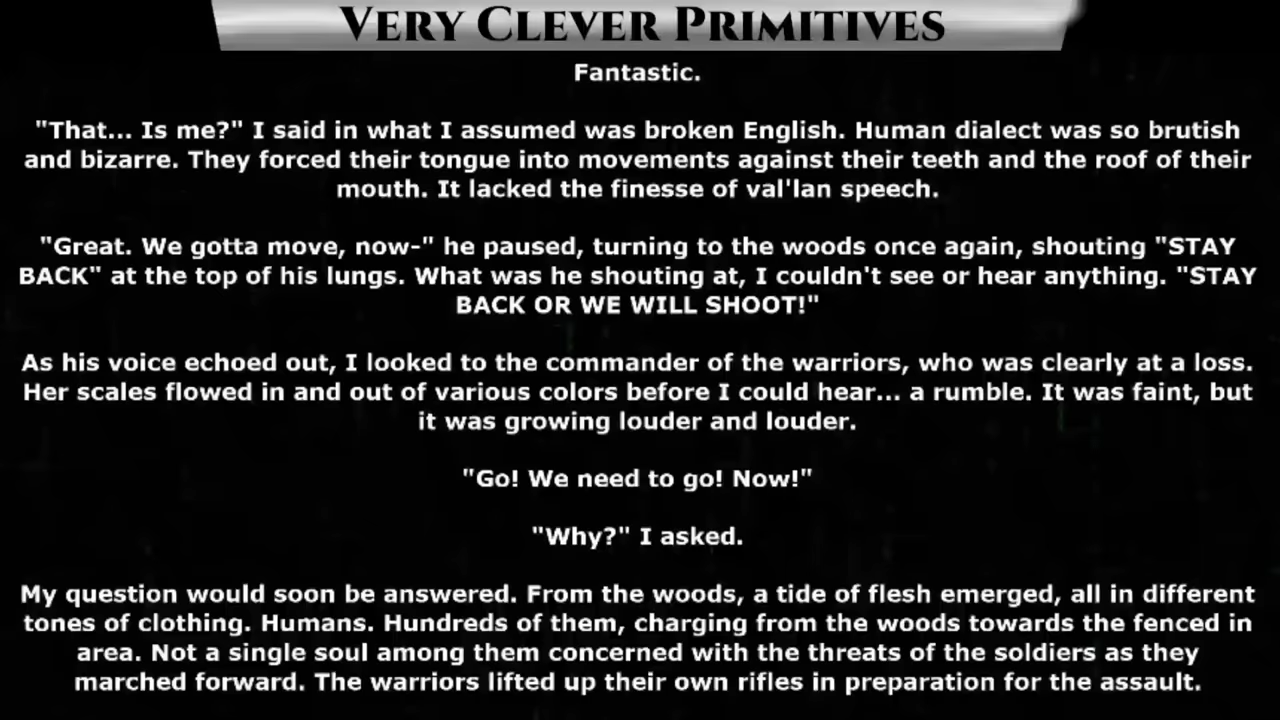 VERY CLEVER PRIMITIVES
Fantastic.
"That... Is me?" I said in what I assumed was broken English. Human dialect was so brutish
and bizarre. They forced their tongue into movements against their teeth and the roof of their
mouth. It lacked the finesse of val'lan speech.
"Great. We gotta move, now-" he paused, turning to the woods once again, shouting "STAY
BACK" at the top of his lungs. What was he shouting at, I couldn't see or hear anything. "STAY
BACK OR WE WILL SHOOT!"
As his voice echoed out, I looked to the commander of the warriors, who was clearly at a loss.
Her scales flowed in and out of various colors before I could hear... a rumble. It was faint, but
it was growing louder and louder.
"Go! We need to go! Now!"
"Why?" I asked.
My question would soon be answered. From the woods, a tide of flesh emerged, all in different
tones of clothing. Humans. Hundreds of them, charging from the woods towards the fenced in
area. Not a single soul among them concerned with the threats of the soldiers as they
marched forward. The warriors lifted up their own rifles in preparation for the assault.